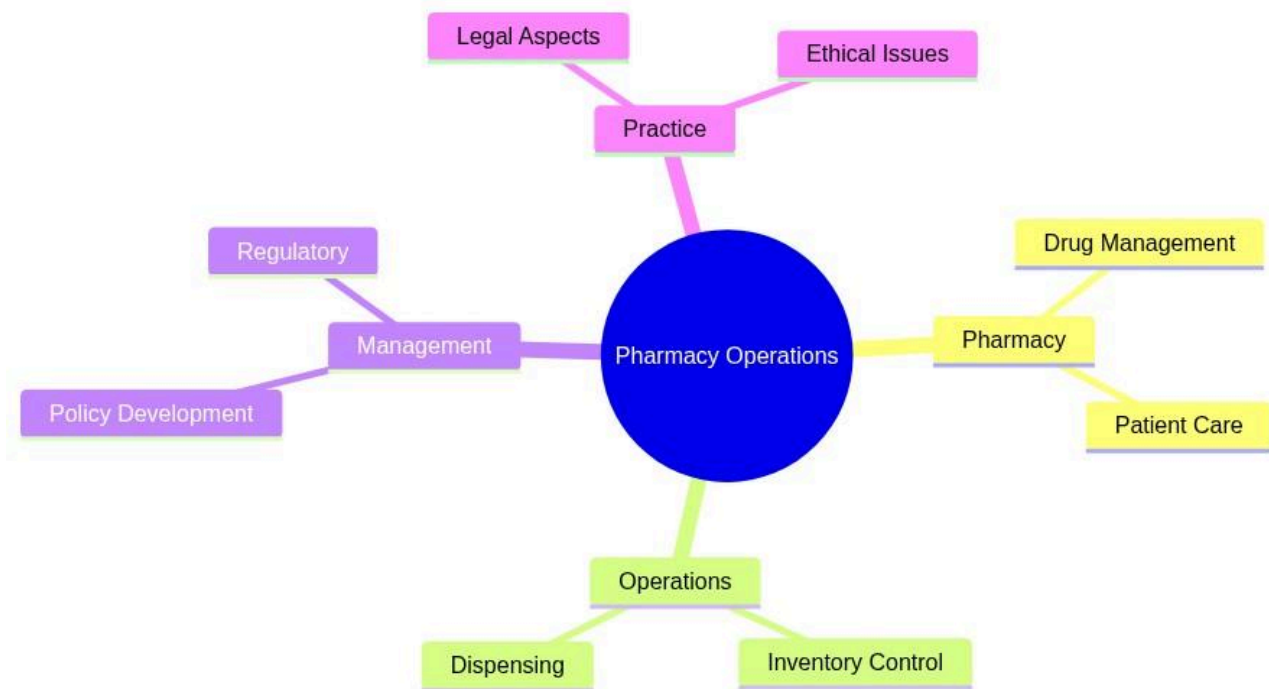 Legal Aspects
Ethical Issues
Practice
Regulatory
Drug Management
Management
Pharmacy Operations
Pharmacy
Policy Development
Patient Care
Operations
Dispensing
Inventory Control